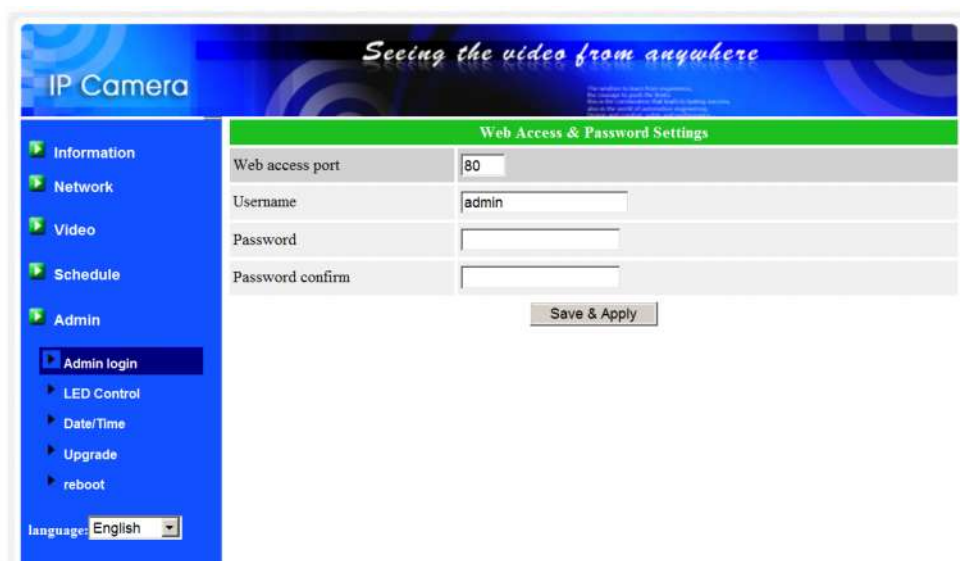 Seeing the video from anywhere
IP Camera
Information
Network
Video
Schedule
Admin
Admin login
LED Control
Date/Time
Upgrade
reboot
language: English
Web Access & Password Settings
Web access port 80
Username admin
Password
Password confirm
Save & Apply